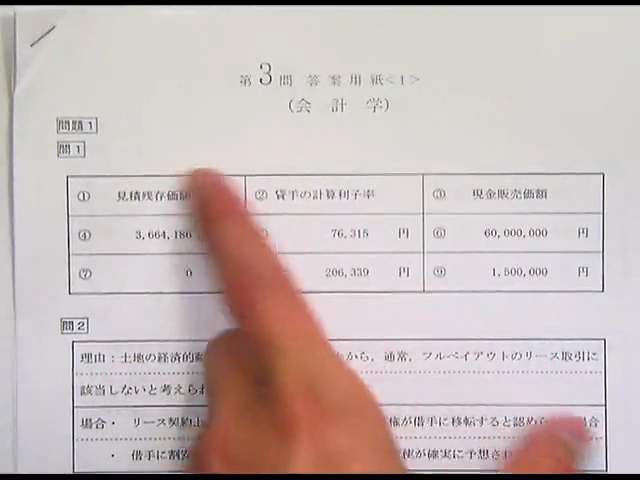 第3問 答案用紙<1>
(会計学)
問題1
問1
① 見積残存価額 ② 貸手の計算利子率 ③ 現金販売価額
④ 3,664,186 76,315 円 ⑥ 60,000,000 円
⑦ 0 206,339 円 ⑨ 1,500,000 円
問2
理由:土地の経済的 から,通常,フルペイアウトのリース取引に
該当しないと考えられ
場合・ リース契約上 権が借手に移転すると認め 場合
・ 借手に割安 使が確実に予想され